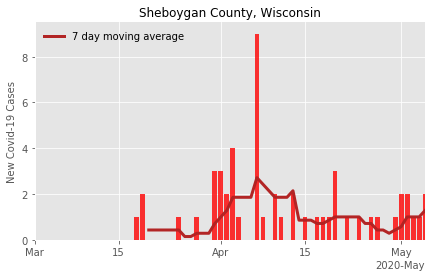 Sheboygan County, Wisconsin
7 day moving average
New Covid-19 Cases
8
6
4
2
0
Mar 15 Apr 15 May
2020-May